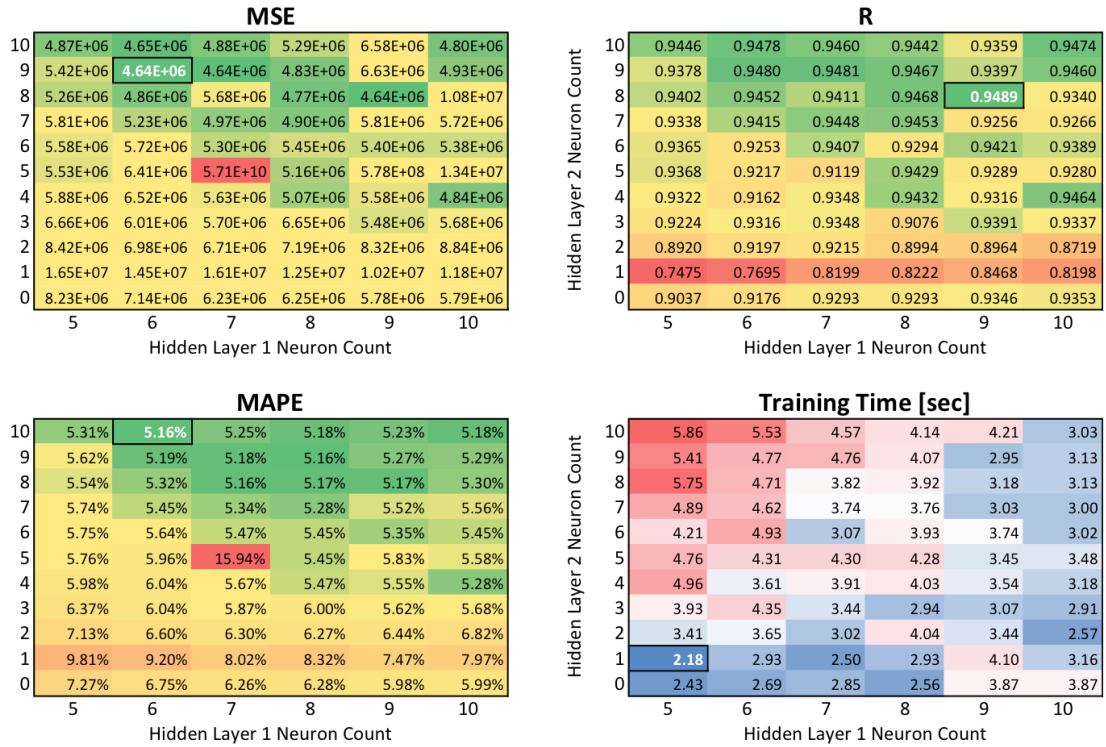 MSE
10 4.87E+06 4.65E+06 4.88E+06 5.29E+06 6.58E+06 4.80E+06
9 5.42E+06 4.64E+06 4.64E+06 4.83E+06 6.63E+06 4.93E+06
8 5.26E+06 4.86E+06 5.68E+06 4.77E+06 4.64E+06 1.08E+07
7 5.81E+06 5.23E+06 4.97E+06 4.90E+06 5.81E+06 5.72E+06
6 5.58E+06 5.72E+06 5.30E+06 5.45E+06 5.40E+06 5.38E+06
5 5.53E+06 6.41E+06 5.71E+10 5.16E+06 5.78E+08 1.34E+07
4 5.88E+06 6.52E+06 5.63E+06 5.07E+06 5.58E+06 4.84E+06
3 6.66E+06 6.01E+06 5.70E+06 6.65E+06 5.48E+06 5.68E+06
2 8.42E+06 6.98E+06 6.71E+06 7.19E+06 8.32E+06 8.84E+06
1 1.65E+07 1.45E+07 1.61E+07 1.25E+07 1.02E+07 1.18E+07
0 8.23E+06 7.14E+06 6.23E+06 6.25E+06 5.78E+06 5.79E+06
5 6 7 8 9 10
Hidden Layer 1 Neuron Count
R
Hidden Layer 2 Neuron Count
10 0.9446 0.9478 0.9460 0.9442 0.9359 0.9474
9 0.9378 0.9480 0.9481 0.9467 0.9397 0.9460
8 0.9402 0.9452 0.9411 0.9468 0.9489 0.9340
7 0.9338 0.9415 0.9448 0.9453 0.9256 0.9266
6 0.9365 0.9253 0.9407 0.9294 0.9421 0.9389
5 0.9368 0.9217 0.9119 0.9429 0.9289 0.9280
4 0.9322 0.9162 0.9348 0.9432 0.9316 0.9464
3 0.9224 0.9316 0.9348 0.9076 0.9391 0.9337
2 0.8920 0.9197 0.9215 0.8994 0.8964 0.8719
1 0.7475 0.7695 0.8199 0.8222 0.8468 0.8198
0 0.9037 0.9176 0.9293 0.9293 0.9346 0.9353
5 6 7 8 9 10
Hidden Layer 1 Neuron Count
MAPE
10 5.31% 5.16% 5.25% 5.18% 5.23% 5.18%
9 5.62% 5.19% 5.18% 5.16% 5.27% 5.29%
8 5.54% 5.32% 5.16% 5.17% 5.17% 5.30%
7 5.74% 5.45% 5.34% 5.28% 5.52% 5.56%
6 5.75% 5.64% 5.47% 5.45% 5.35% 5.45%
5 5.76% 5.96% 15.94% 5.45% 5.83% 5.58%
4 5.98% 6.04% 5.67% 5.47% 5.55% 5.28%
3 6.37% 6.04% 5.87% 6.00% 5.62% 5.68%
2 7.13% 6.60% 6.30% 6.27% 6.44% 6.82%
1 9.81% 9.20% 8.02% 8.32% 7.47% 7.97%
0 7.27% 6.75% 6.26% 6.28% 5.98% 5.99%
5 6 7 8 9 10
Hidden Layer 1 Neuron Count
Training Time [sec]
Hidden Layer 2 Neuron Count
10 5.86 5.53 4.57 4.14 4.21 3.03
9 5.41 4.77 4.76 4.07 2.95 3.13
8 5.75 4.71 3.82 3.92 3.18 3.13
7 4.89 4.62 3.74 3.76 3.03 3.00
6 4.21 4.93 3.07 3.93 3.74 3.02
5 4.76 4.31 4.30 4.28 3.45 3.48
4 4.96 3.61 3.91 4.03 3.54 3.18
3 3.93 4.35 3.44 2.94 3.07 2.91
2 3.41 3.65 3.02 4.04 3.44 2.57
1 2.18 2.93 2.50 2.93 4.10 3.16
0 2.43 2.69 2.85 2.56 3.87 3.87
5 6 7 8 9 10
Hidden Layer 1 Neuron Count